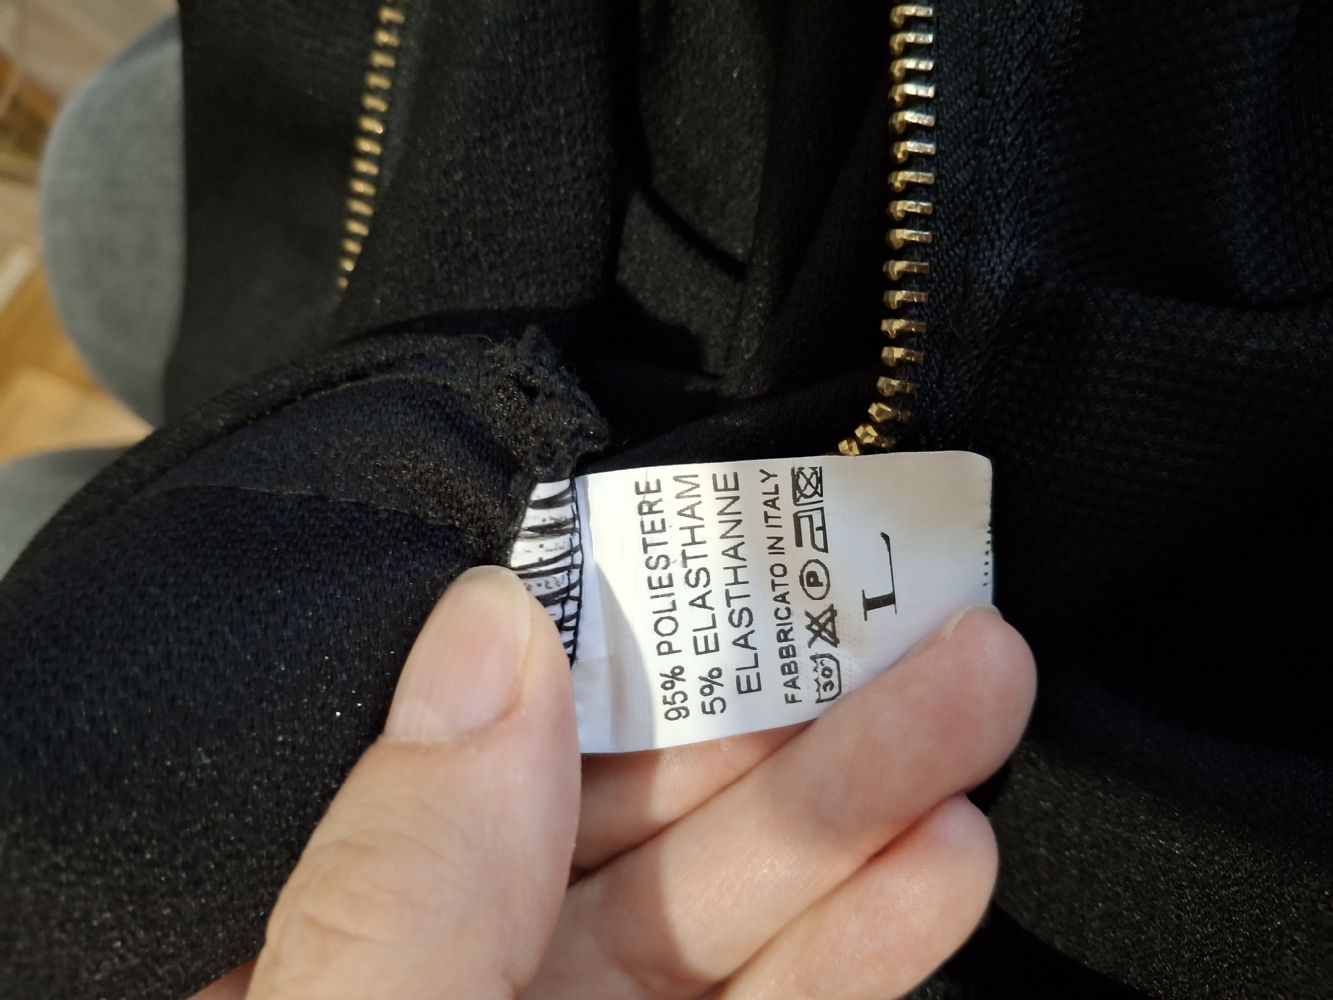 95% POLIESTERE
5% ELASTHAM
ELASTHANNE
FABBRICATO IN ITALY
30° P
L